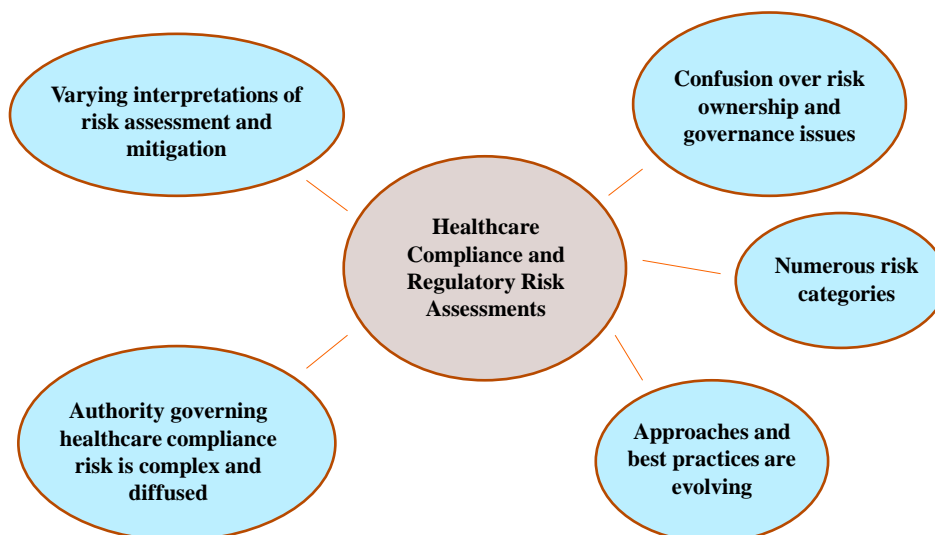 Varying interpretations of
risk assessment and
mitigation
Confusion over risk
ownership and
governance issues
Healthcare
Compliance and
Regulatory Risk
Assessments
Numerous risk
categories
Authority governing
healthcare compliance
risk is complex and
diffused
Approaches and
best practices are
evolving